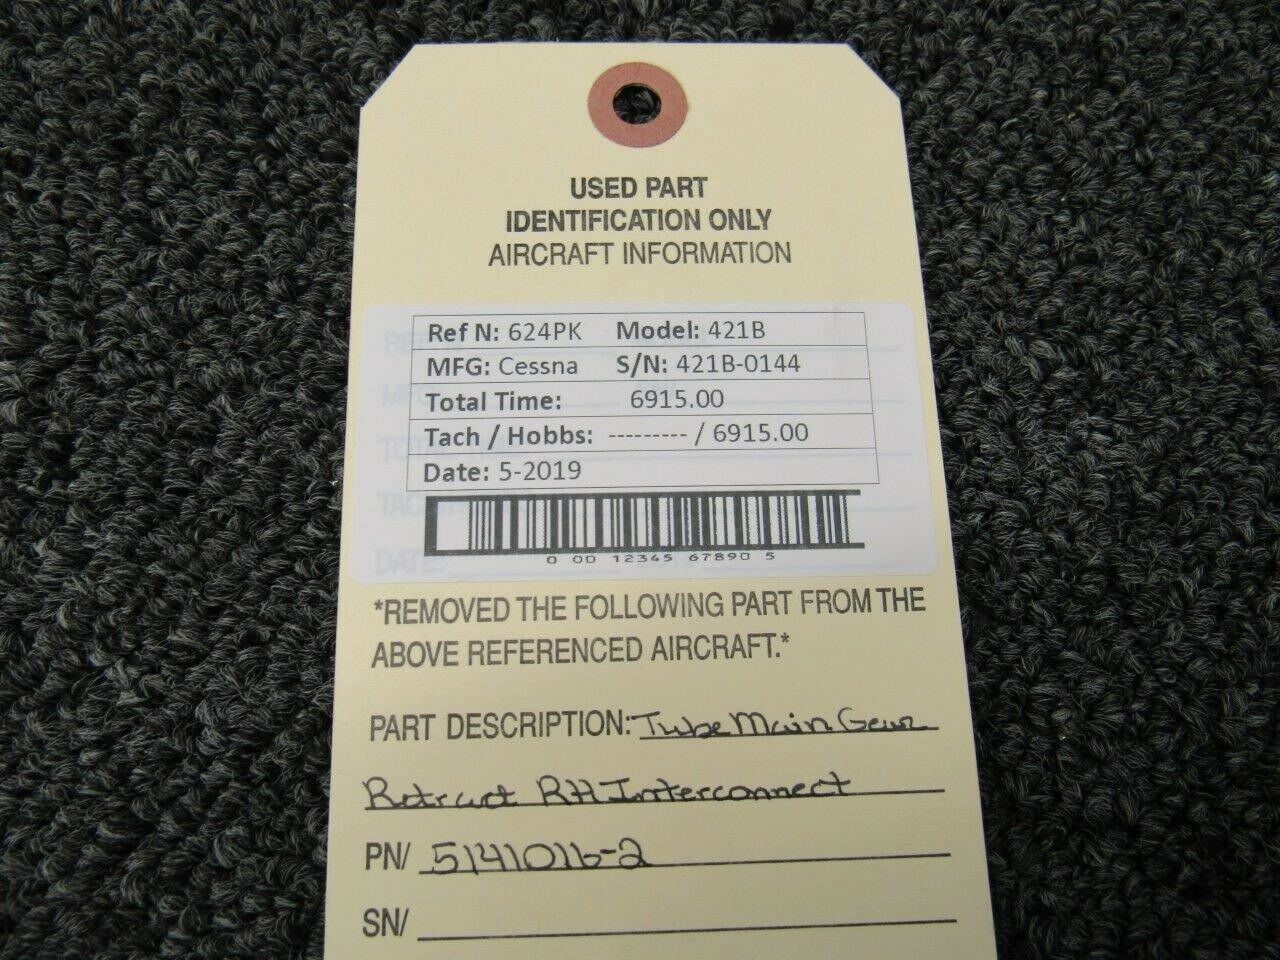 USED PART
IDENTIFICATION ONLY
AIRCRAFT INFORMATION
Ref N: 624PK Model: 421B
MFG: Cessna S/N: 421B-0144
Total Time: 6915.00
Tach / Hobbs: --------- / 6915.00
Date: 5-2019
0 00 12345 67890 5
*REMOVED THE FOLLOWING PART FROM THE
ABOVE REFERENCED AIRCRAFT.*
PART DESCRIPTION: Tube Main Gear
Retract RH Interconnect
PN/ 5141016-2
SN/